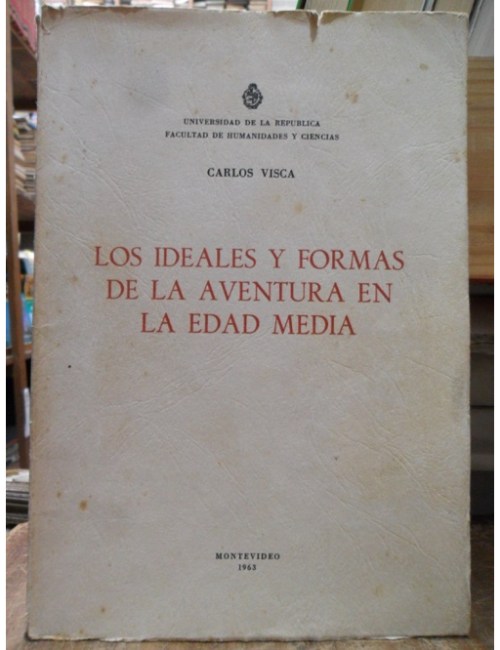 UNIVERSIDAD DE LA REPUBLICA
FACULTAD DE HUMANIDADES Y CIENCIAS
CARLOS VISCA
LOS IDEALES Y FORMAS
DE LA AVENTURA EN
LA EDAD MEDIA
MONTEVIDEO
1963